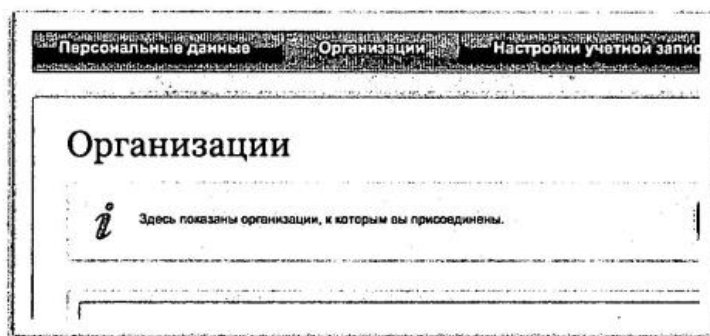 Персональные данные Организации Настройки учетной запис
Организации
Здесь показаны организации, к которым вы присоединены.